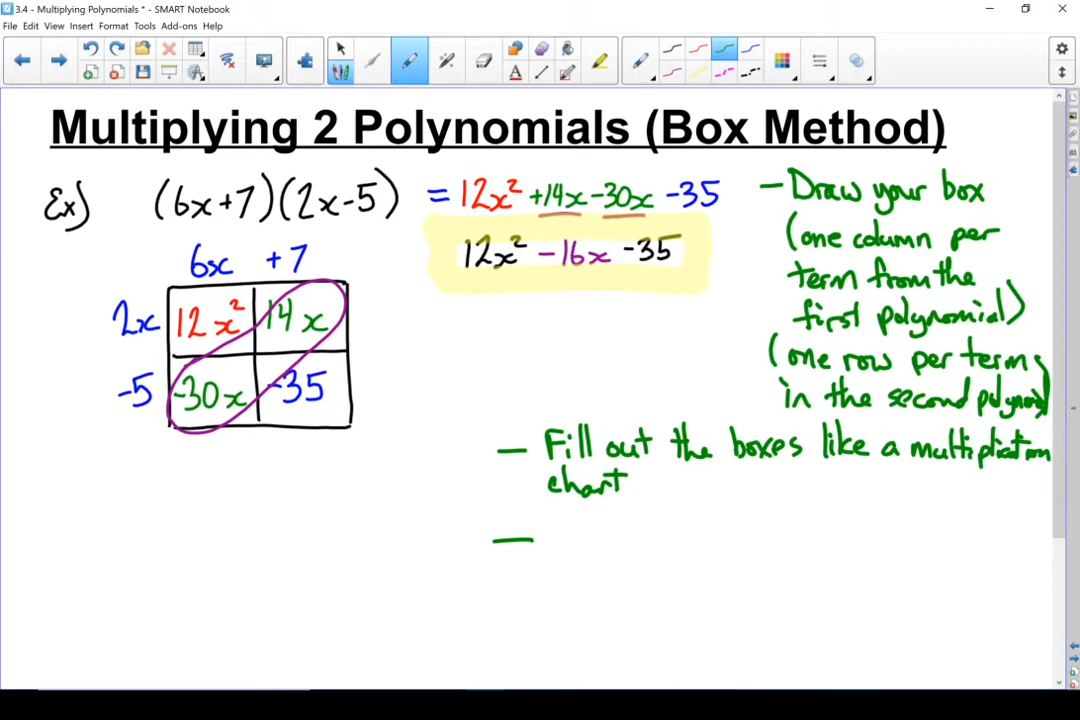 3.4 - Multiplying Polynomials * - SMART Notebook
File Edit View Insert Format Tools Add-ons Help
Multiplying 2 Polynomials (Box Method)
Ex) (6x+7)(2x-5) = 12x² +14x -30x -35
12x² -16x -35
6x +7
2x 12x² 14x
-5 -30x -35
- Draw your box
(one column per
term from the
first polynomial)
(one row per terms
in the second polynomial)
- Fill out the boxes like a multiplication
chart
-